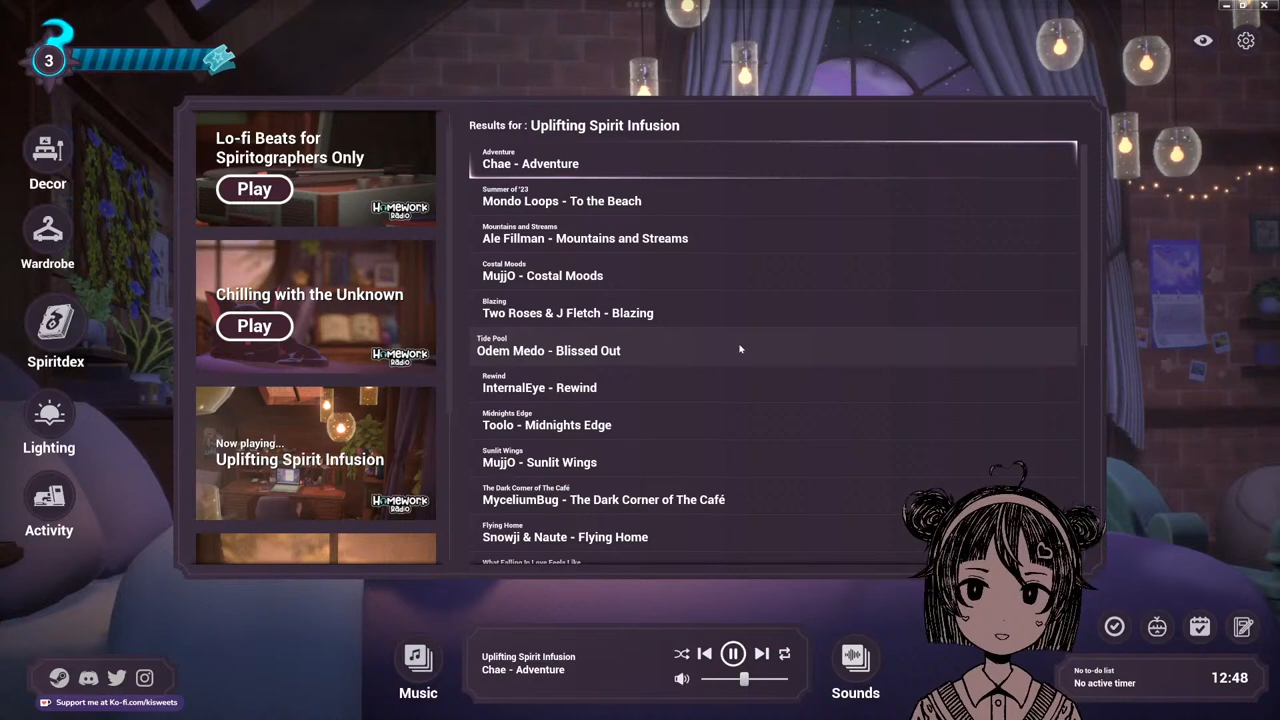 3
Decor
Wardrobe
Spiritdex
Lighting
Activity
Lo-fi Beats for
Spiritographers Only
Play
HOMEWORK
RADIO
Chilling with the Unknown
Play
HOMEWORK
RADIO
Now playing...
Uplifting Spirit Infusion
HOMEWORK
RADIO
Results for : Uplifting Spirit Infusion
Adventure
Chae - Adventure
Summer of '23
Mondo Loops - To the Beach
Mountains and Streams
Ale Fillman - Mountains and Streams
Costal Moods
MujjO - Costal Moods
Blazing
Two Roses & J Fletch - Blazing
Tide Pool
Odem Medo - Blissed Out
Rewind
InternalEye - Rewind
Midnights Edge
Toolo - Midnights Edge
Sunlit Wings
MujjO - Sunlit Wings
The Dark Corner of The Café
MyceliumBug - The Dark Corner of The Café
Flying Home
Snowji & Naute - Flying Home
What Falling In Love Feels Like
Support me at Ko-fi.com/kisweets
Music
Uplifting Spirit Infusion
Chae - Adventure
Sounds
No to-do list
No active timer
12:48